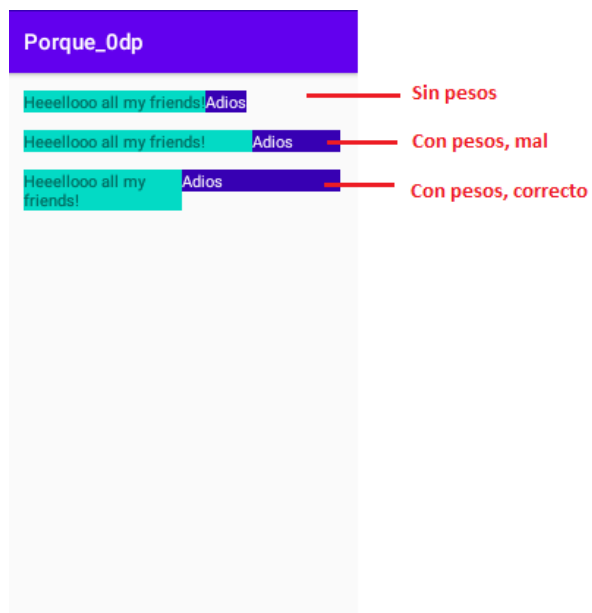 Porque_0dp
Heeellooo all my friends!Adios
Sin pesos
Heeellooo all my friends! Adios
Con pesos, mal
Heeellooo all my Adios
friends!
Con pesos, correcto